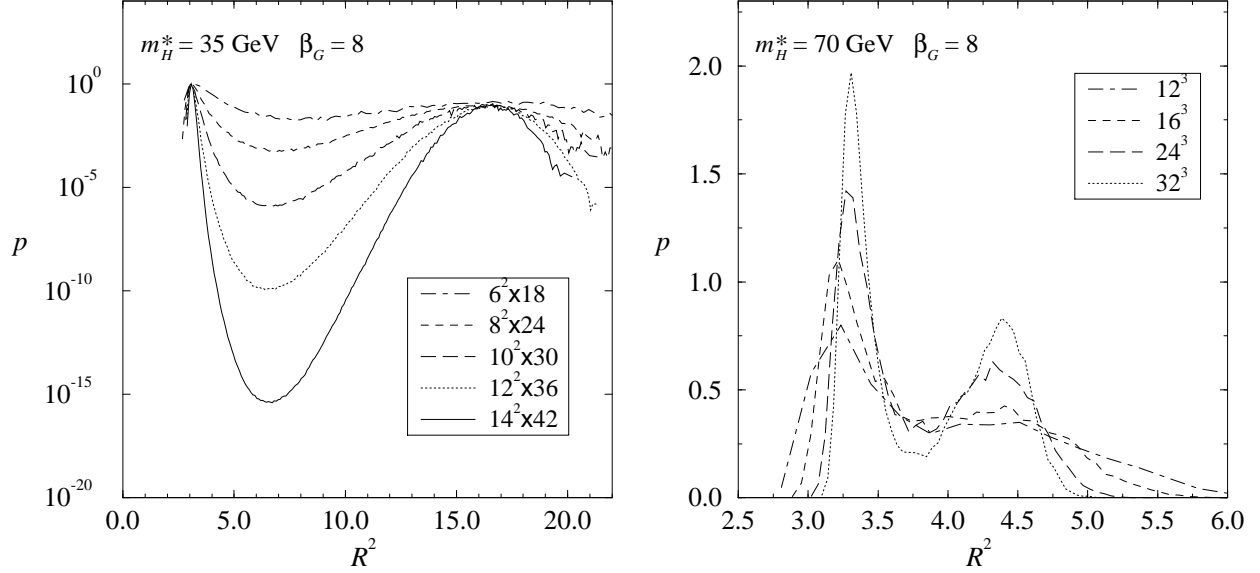 m*H = 35 GeV βG = 8
10^0
10^-5
10^-10
10^-15
10^-20
p
0.0 5.0 10.0 15.0 20.0
R^2
6^2x18
8^2x24
10^2x30
12^2x36
14^2x42
m*H = 70 GeV βG = 8
2.0
1.5
1.0
0.5
0.0
p
2.5 3.0 3.5 4.0 4.5 5.0 5.5 6.0
R^2
12^3
16^3
24^3
32^3